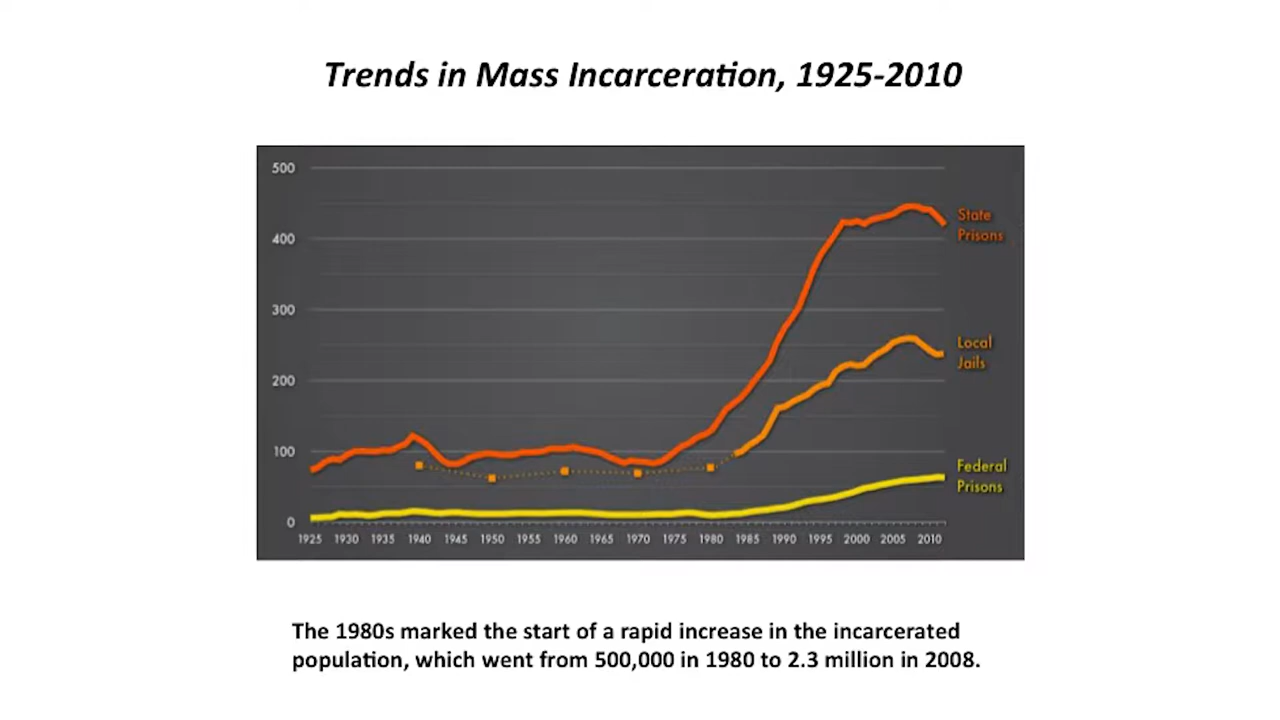 Trends in Mass Incarceration, 1925-2010
500
400
300
200
100
0
State
Prisons
Local
Jails
Federal
Prisons
1925 1930 1935 1940 1945 1950 1955 1960 1965 1970 1975 1980 1985 1990 1995 2000 2005 2010
The 1980s marked the start of a rapid increase in the incarcerated
population, which went from 500,000 in 1980 to 2.3 million in 2008.